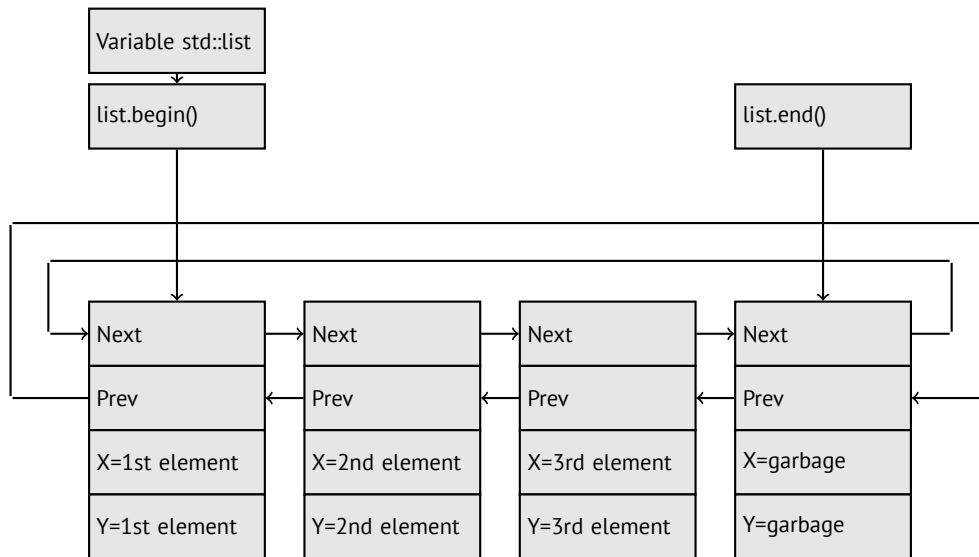 Variable std::list
list.begin()
list.end()
Next
Next
Next
Next
Prev
Prev
Prev
Prev
X=1st element
X=2nd element
X=3rd element
X=garbage
Y=1st element
Y=2nd element
Y=3rd element
Y=garbage